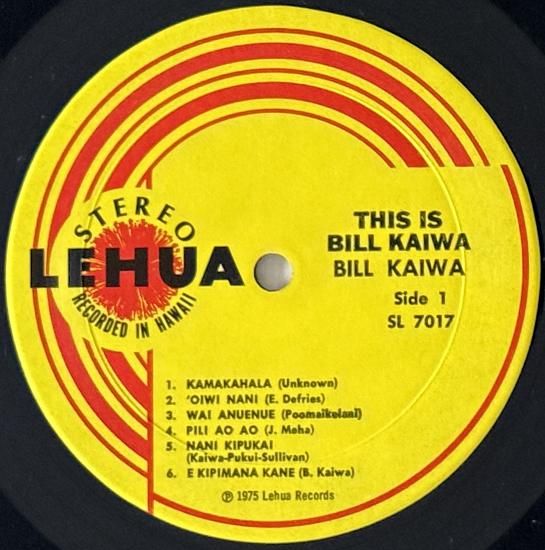 STEREO
LEHUA
RECORDED IN HAWAII
THIS IS
BILL KAIWA
BILL KAIWA
Side 1
SL 7017
1. KAMAKAHALA (Unknown)
2. 'OIWI NANI (E. Defries)
3. WAI ANUENUE (Poomaikelani)
4. PILI AO AO (J. Meha)
5. NANI KIPUKAI
(Kaiwa-Pukui-Sullivan)
6. E KIPIMANA KANE (B. Kaiwa)
℗ 1975 Lehua Records